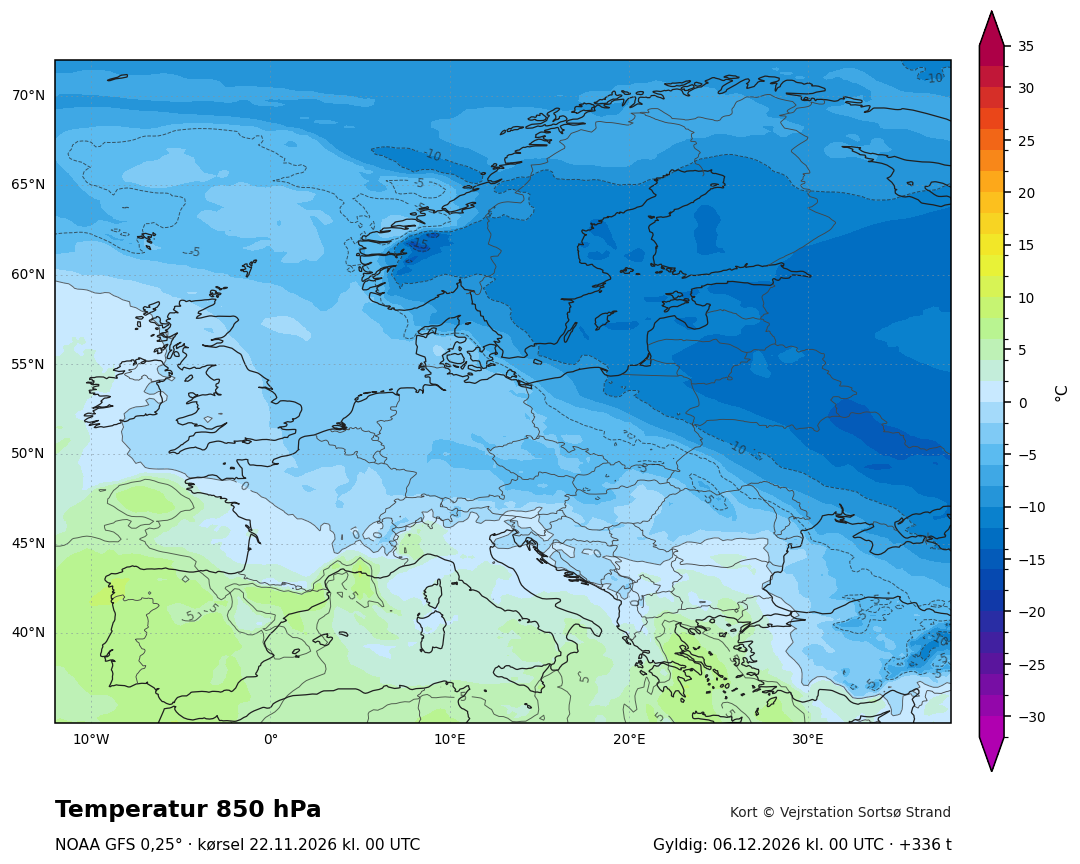 35
30
25
20
15
10
5
0
−5
−10
−15
−20
−25
−30
°C
70°N
65°N
60°N
55°N
50°N
45°N
40°N
10°W
0°
10°E
20°E
30°E
Temperatur 850 hPa
Kort © Vejrstation Sortsø Strand
NOAA GFS 0,25° · kørsel 22.11.2026 kl. 00 UTC
Gyldig: 06.12.2026 kl. 00 UTC · +336 t